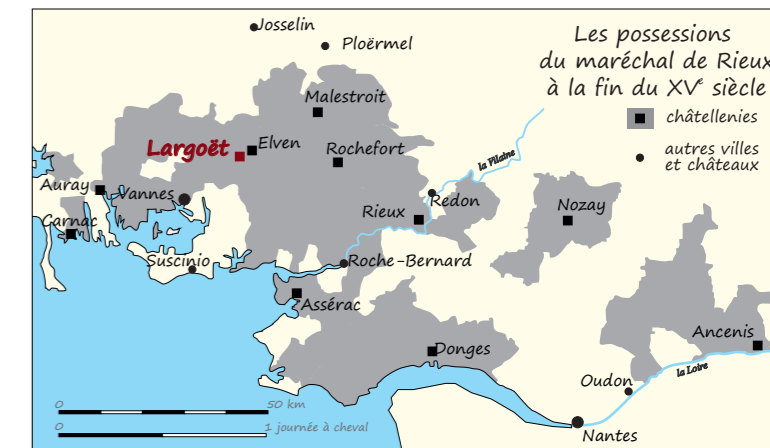 Les possessions
du maréchal de Rieux
à la fin du XVᵉ siècle
châtellenies
autres villes
et châteaux
Josselin
Ploërmel
Malestroit
Largoët
Elven
Rochefort
la Vilaine
Auray
Vannes
Redon
Nozay
Rieux
Carnac
Suscinio
Roche-Bernard
Assérac
Ancenis
Donges
la Loire
Oudon
Nantes
0 50 km
0 1 journée à cheval